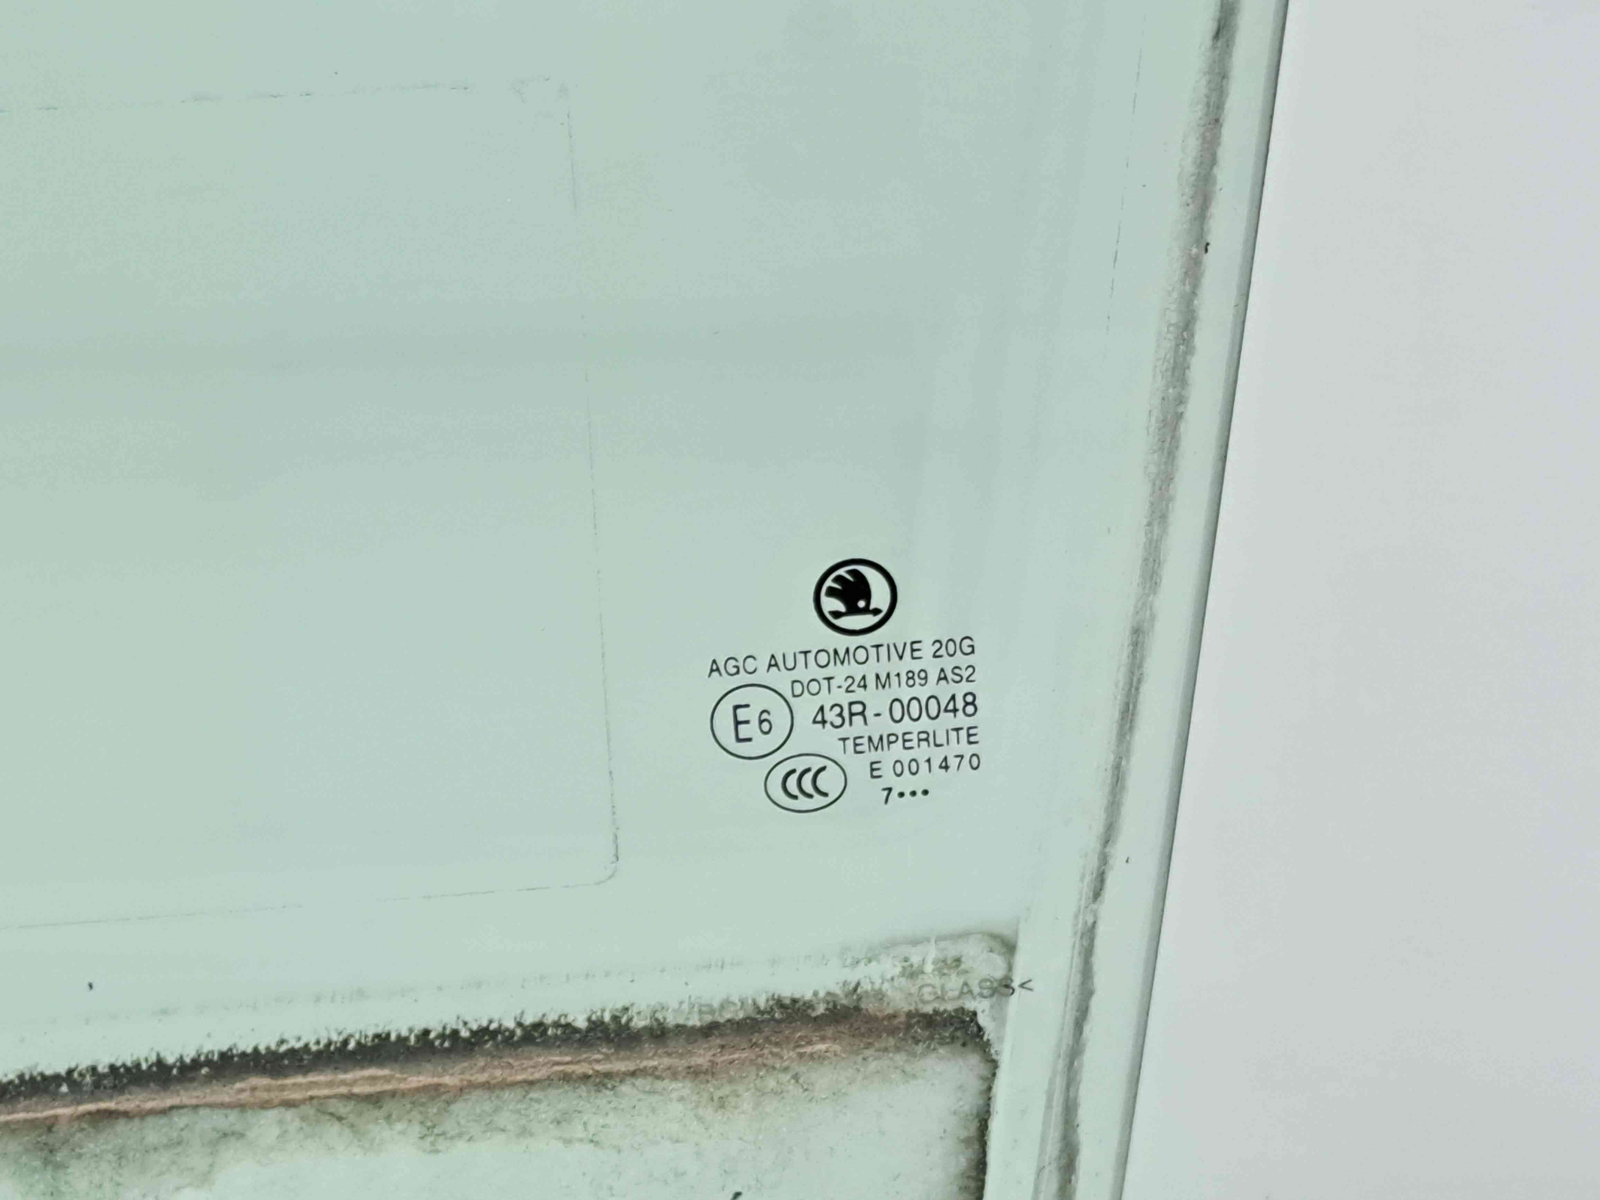 AGC AUTOMOTIVE 20G
DOT-24 M189 AS2
E6 43R-00048
TEMPERLITE
CCC E 001470
7•••
GLASS<